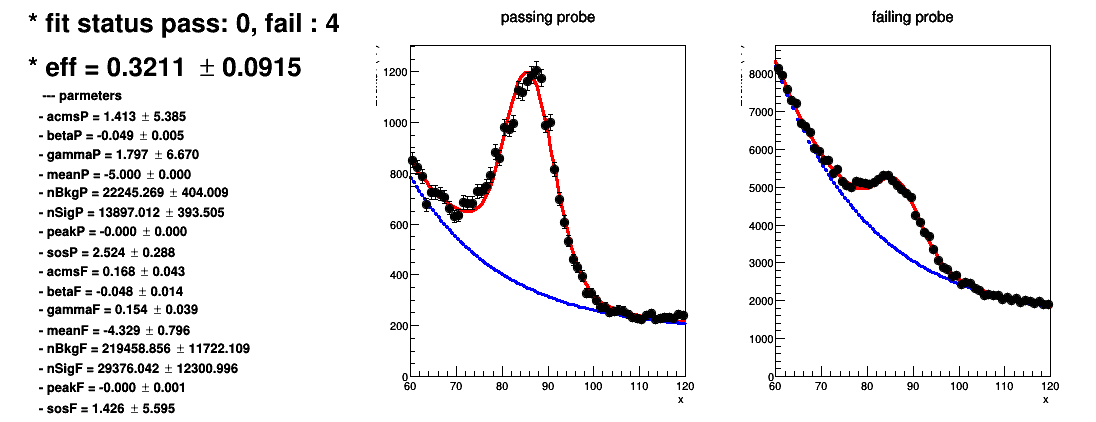 * fit status pass: 0, fail : 4
* eff = 0.3211 ± 0.0915
--- parmeters
- acmsP = 1.413 ± 5.385
- betaP = -0.049 ± 0.005
- gammaP = 1.797 ± 6.670
- meanP = -5.000 ± 0.000
- nBkgP = 22245.269 ± 404.009
- nSigP = 13897.012 ± 393.505
- peakP = -0.000 ± 0.000
- sosP = 2.524 ± 0.288
- acmsF = 0.168 ± 0.043
- betaF = -0.048 ± 0.014
- gammaF = 0.154 ± 0.039
- meanF = -4.329 ± 0.796
- nBkgF = 219458.856 ± 11722.109
- nSigF = 29376.042 ± 12300.996
- peakF = -0.000 ± 0.001
- sosF = 1.426 ± 5.595
passing probe
1200
1000
800
600
400
200
0
60 70 80 90 100 110 120
x
failing probe
8000
7000
6000
5000
4000
3000
2000
1000
0
60 70 80 90 100 110 120
x